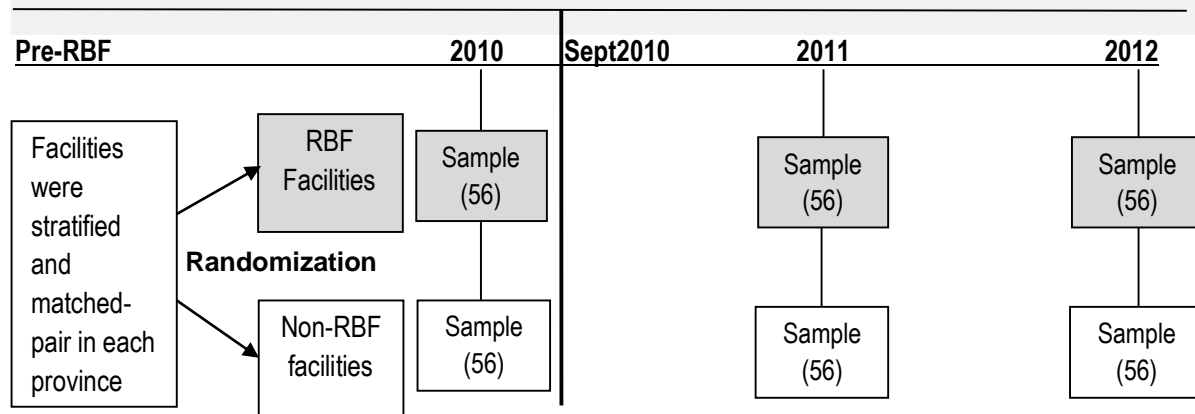 Pre-RBF 2010 Sept2010 2011 2012
Facilities
were
stratified
and
matched-
pair in each
province
RBF
Facilities
Randomization
Non-RBF
facilities
Sample
(56)
Sample
(56)
Sample
(56)
Sample
(56)
Sample
(56)
Sample
(56)